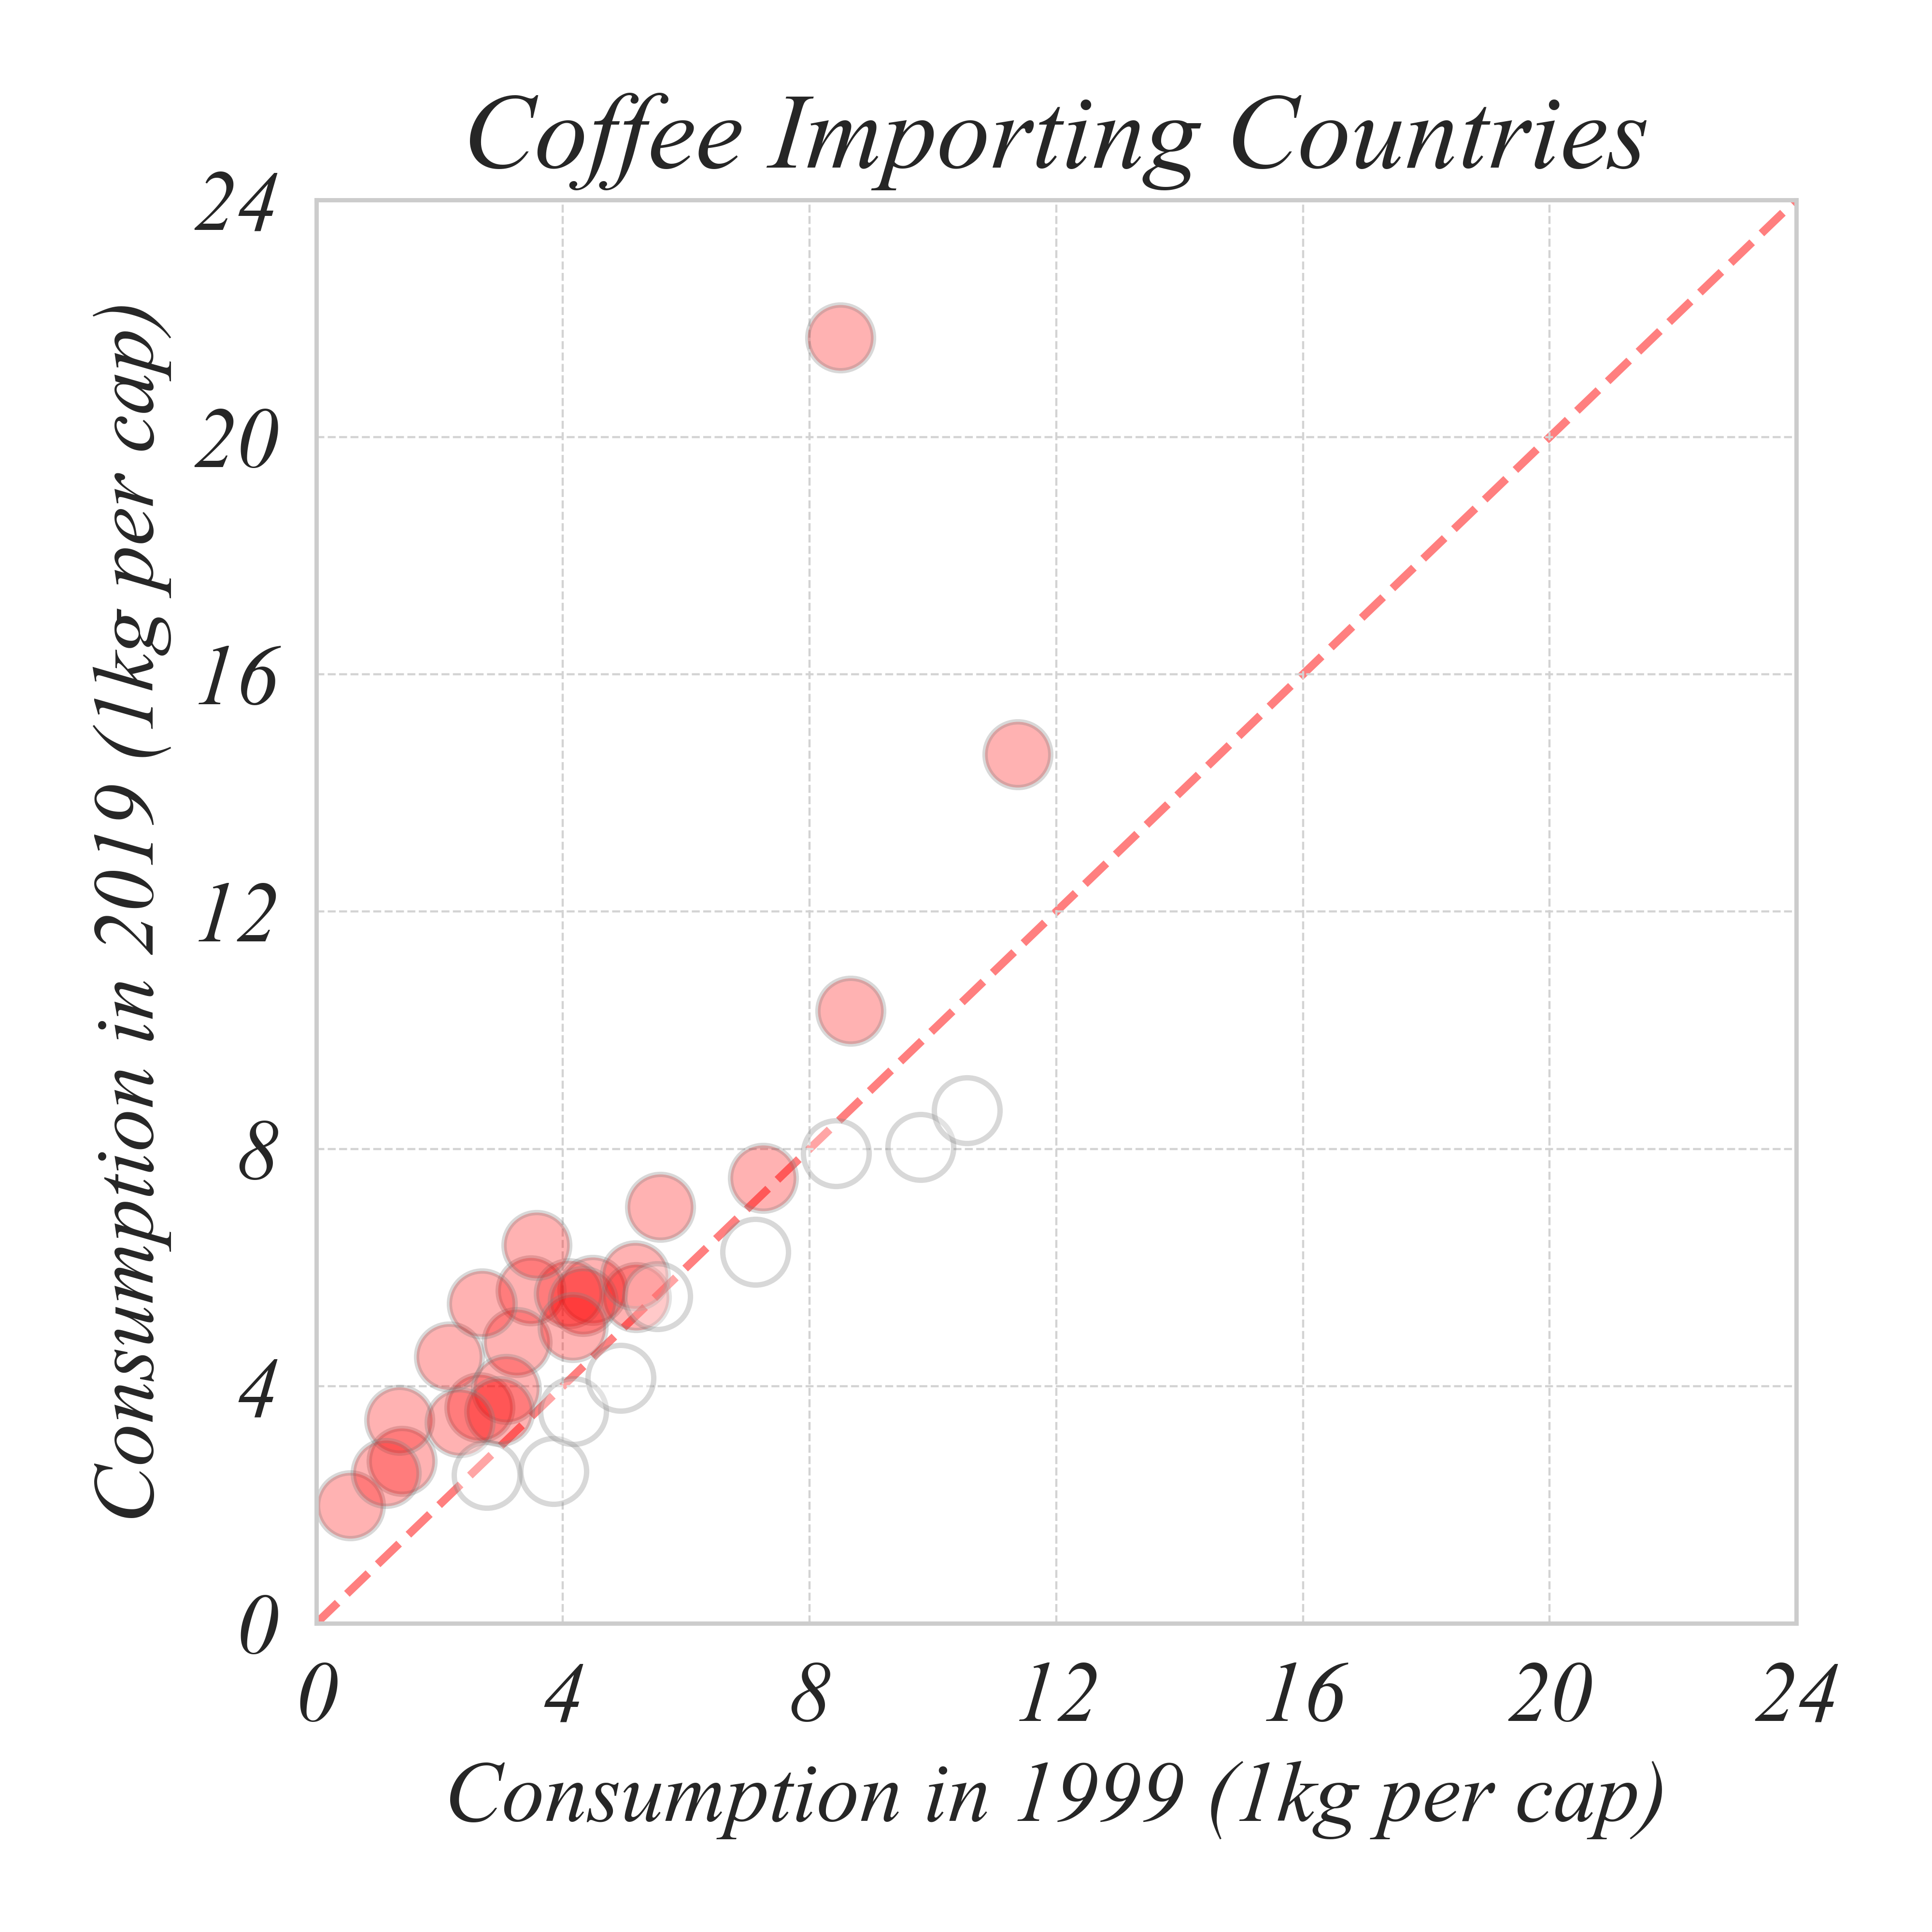 Coffee Importing Countries
24
20
16
12
8
4
0
Consumption in 2019 (1kg per cap)
0 4 8 12 16 20 24
Consumption in 1999 (1kg per cap)